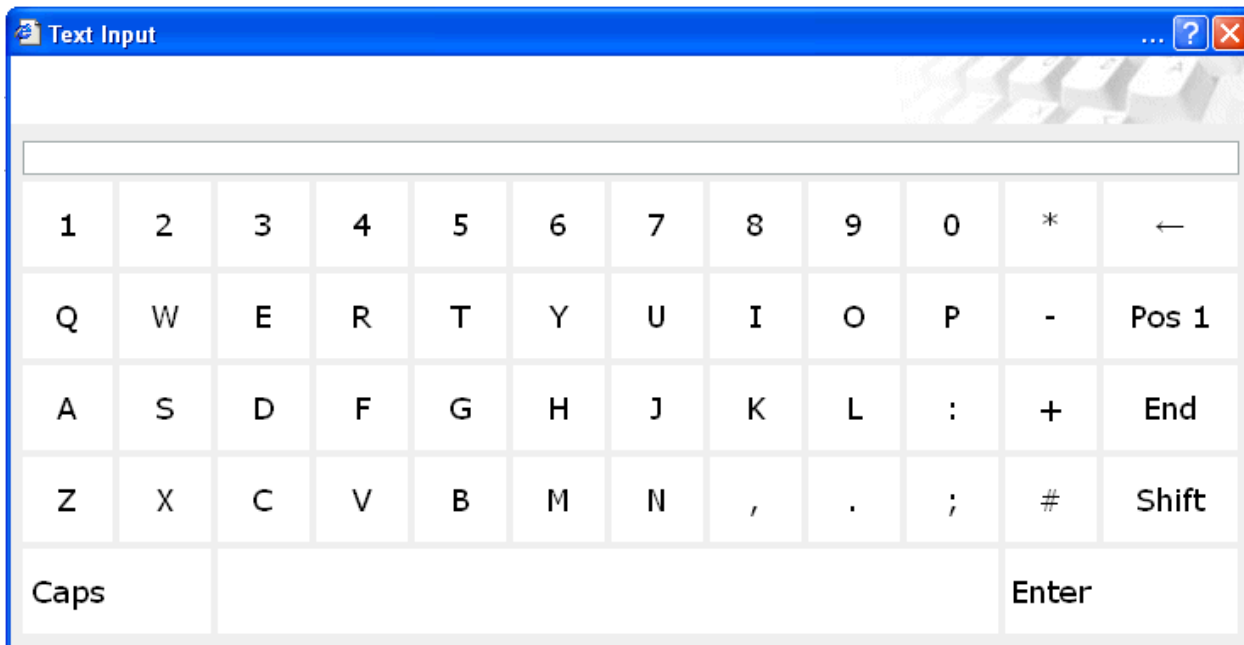 Text Input ... ?
1 2 3 4 5 6 7 8 9 0 * ←
Q W E R T Y U I O P - Pos 1
A S D F G H J K L : + End
Z X C V B M N , . ; # Shift
Caps Enter